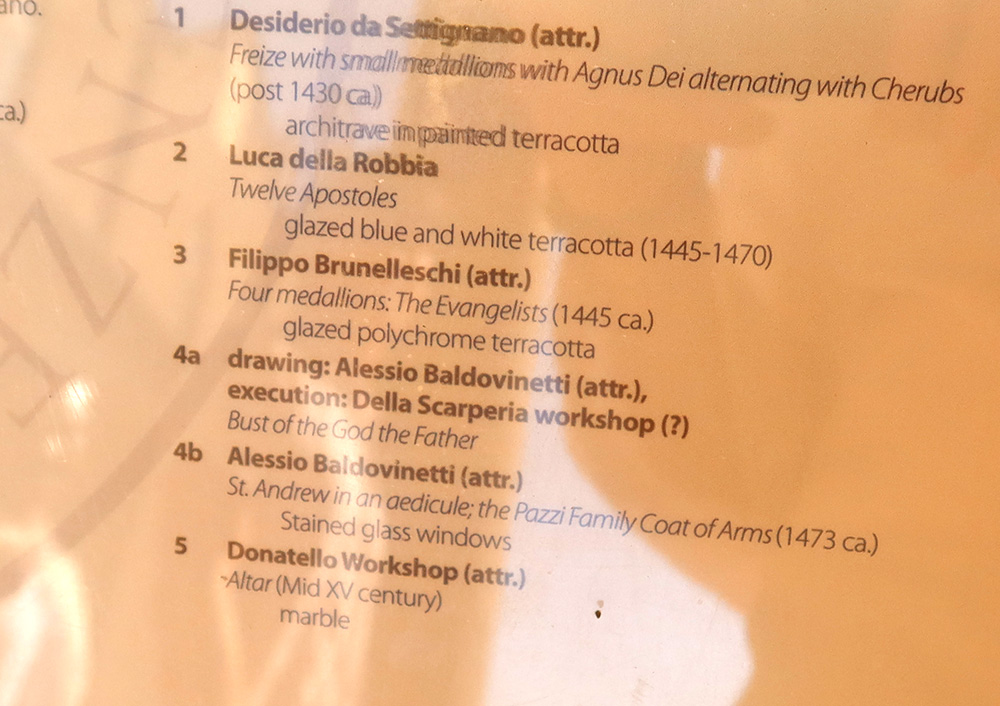 ano.
ca.)
1 Desiderio da Settignano (attr.)
Freize with small medallions with Agnus Dei alternating with Cherubs
(post 1430 ca.)
architrave in painted terracotta
2 Luca della Robbia
Twelve Apostoles
glazed blue and white terracotta (1445-1470)
3 Filippo Brunelleschi (attr.)
Four medallions: The Evangelists (1445 ca.)
glazed polychrome terracotta
4a drawing: Alessio Baldovinetti (attr.),
execution: Della Scarperia workshop (?)
Bust of the God the Father
4b Alessio Baldovinetti (attr.)
St. Andrew in an aedicule; the Pazzi Family Coat of Arms (1473 ca.)
Stained glass windows
5 Donatello Workshop (attr.)
-Altar (Mid XV century)
marble